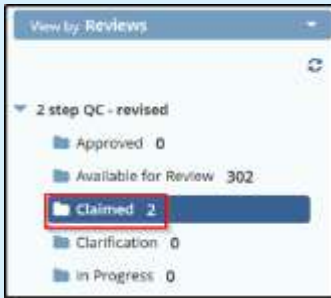 View by Reviews
2 step QC - revised
Approved 0
Available for Review 302
Claimed 2
Clarification 0
In Progress 0